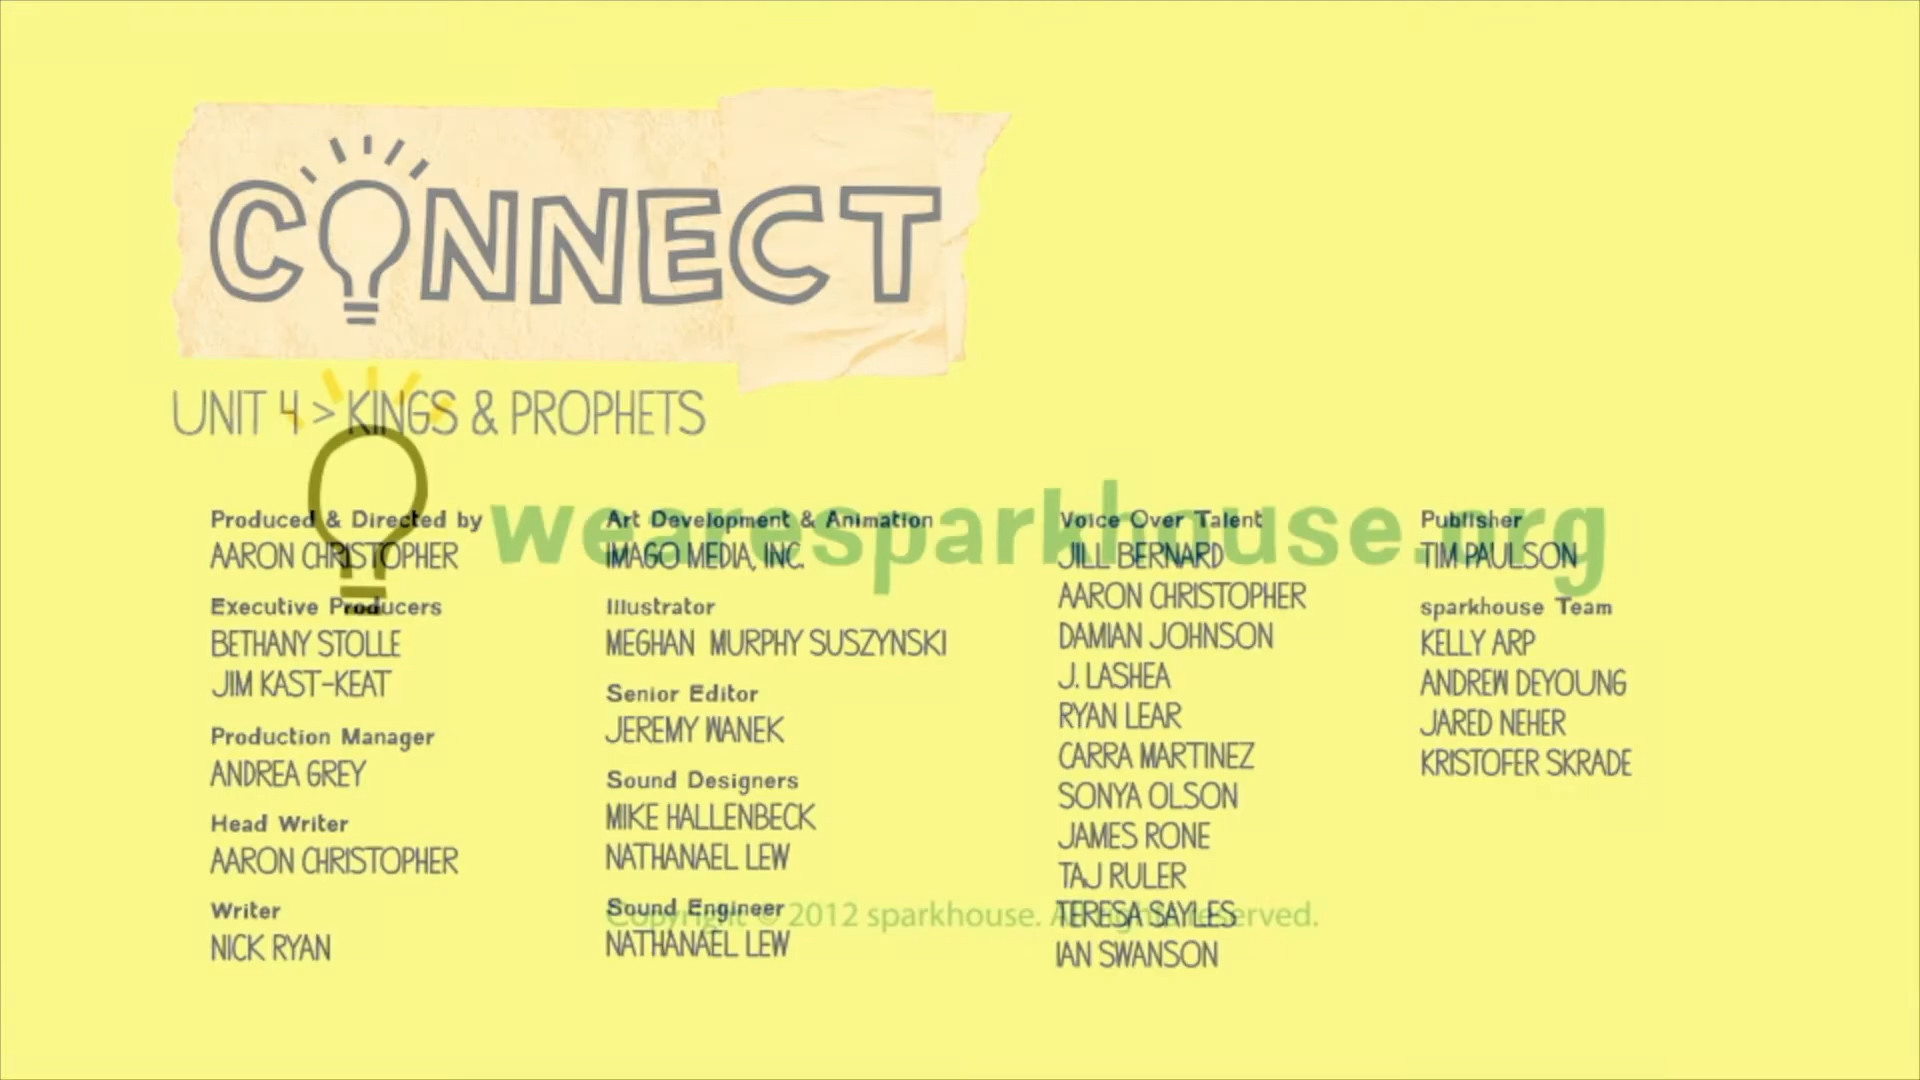 CONNECT
UNIT 4 > KINGS & PROPHETS
wearesparkhouse.org
Produced & Directed by
AARON CHRISTOPHER
Executive Producers
BETHANY STOLLE
JIM KAST-KEAT
Production Manager
ANDREA GREY
Head Writer
AARON CHRISTOPHER
Writer
NICK RYAN
Art Development & Animation
IMAGO MEDIA, INC.
Illustrator
MEGHAN MURPHY SUSZYNSKI
Senior Editor
JEREMY WANEK
Sound Designers
MIKE HALLENBECK
NATHANAEL LEW
Sound Engineer
NATHANAEL LEW
Voice Over Talent
JILL BERNARD
AARON CHRISTOPHER
DAMIAN JOHNSON
J. LASHEA
RYAN LEAR
CARRA MARTINEZ
SONYA OLSON
JAMES RONE
TAJ RULER
TERESA SAYLES
IAN SWANSON
Publisher
TIM PAULSON
sparkhouse Team
KELLY ARP
ANDREW DEYOUNG
JARED NEHER
KRISTOFER SKRADE
Copyright © 2012 sparkhouse. All rights reserved.